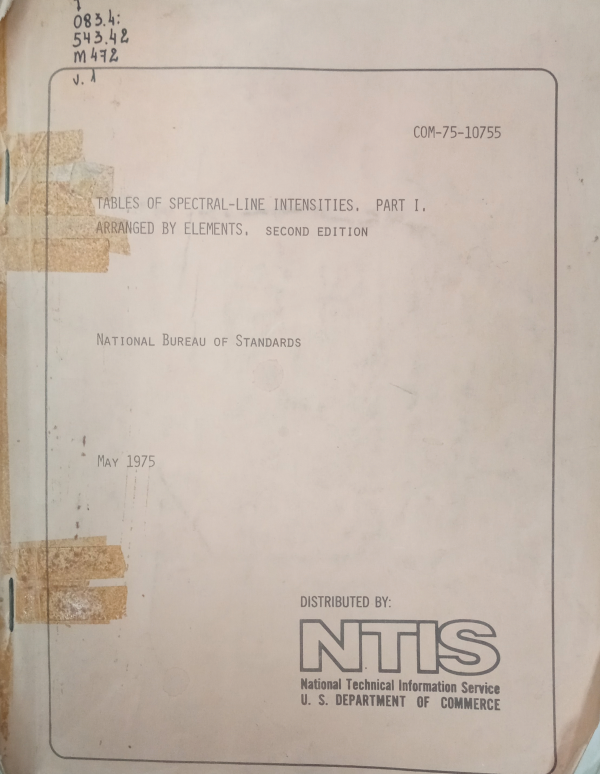 083.4:
543.42
M472
v. 1
COM-75-10755
TABLES OF SPECTRAL-LINE INTENSITIES. PART I.
ARRANGED BY ELEMENTS. SECOND EDITION
NATIONAL BUREAU OF STANDARDS
MAY 1975
DISTRIBUTED BY:
NTIS
National Technical Information Service
U. S. DEPARTMENT OF COMMERCE